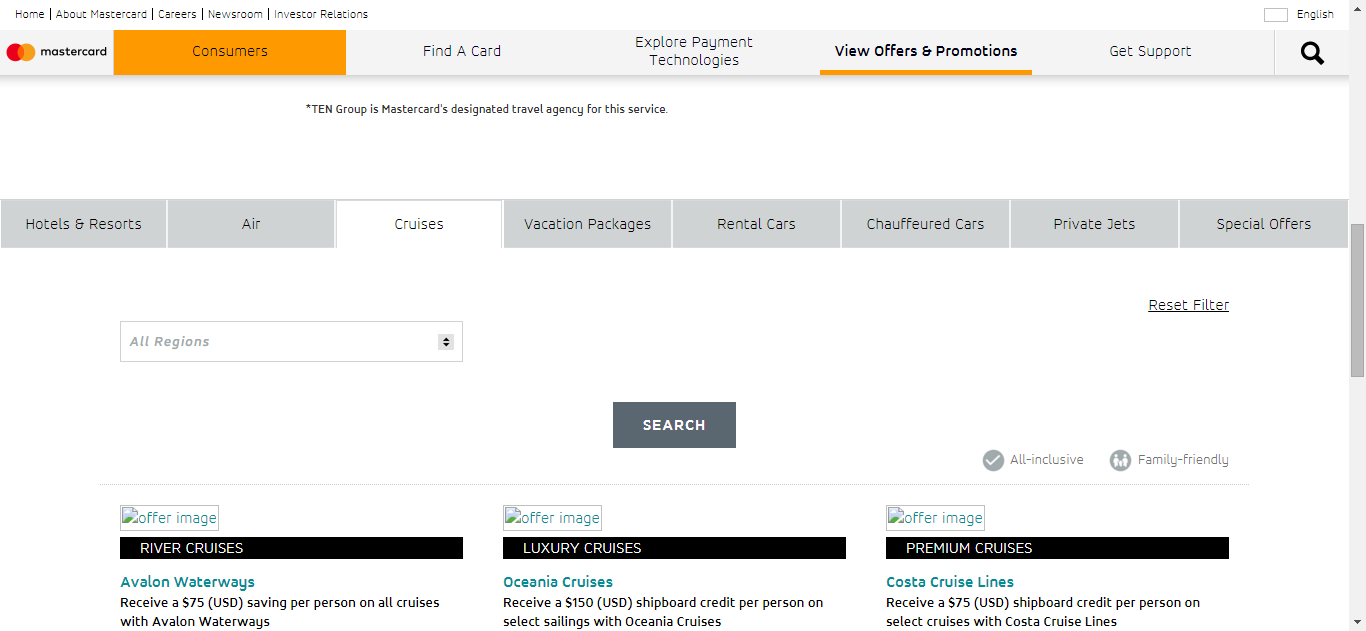 Home | About Mastercard | Careers | Newsroom | Investor Relations
English
mastercard
Consumers
Find A Card
Explore Payment
Technologies
View Offers & Promotions
Get Support
*TEN Group is Mastercard's designated travel agency for this service.
Hotels & Resorts
Air
Cruises
Vacation Packages
Rental Cars
Chauffeured Cars
Private Jets
Special Offers
Reset Filter
All Regions
SEARCH
All-inclusive
Family-friendly
offer image
RIVER CRUISES
Avalon Waterways
Receive a $75 (USD) saving per person on all cruises
with Avalon Waterways
offer image
LUXURY CRUISES
Oceania Cruises
Receive a $150 (USD) shipboard credit per person on
select sailings with Oceania Cruises
offer image
PREMIUM CRUISES
Costa Cruise Lines
Receive a $75 (USD) shipboard credit per person on
select cruises with Costa Cruise Lines